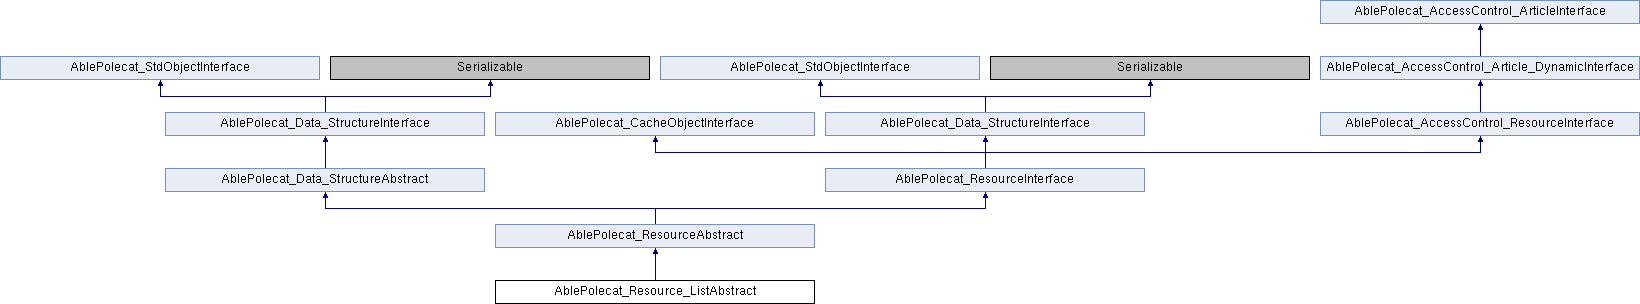 AblePolecat_AccessControl_ArticleInterface
AblePolecat_StdObjectInterface
Serializable
AblePolecat_StdObjectInterface
Serializable
AblePolecat_AccessControl_Article_DynamicInterface
AblePolecat_Data_StructureInterface
AblePolecat_CacheObjectInterface
AblePolecat_Data_StructureInterface
AblePolecat_AccessControl_ResourceInterface
AblePolecat_Data_StructureAbstract
AblePolecat_ResourceInterface
AblePolecat_ResourceAbstract
AblePolecat_Resource_ListAbstract